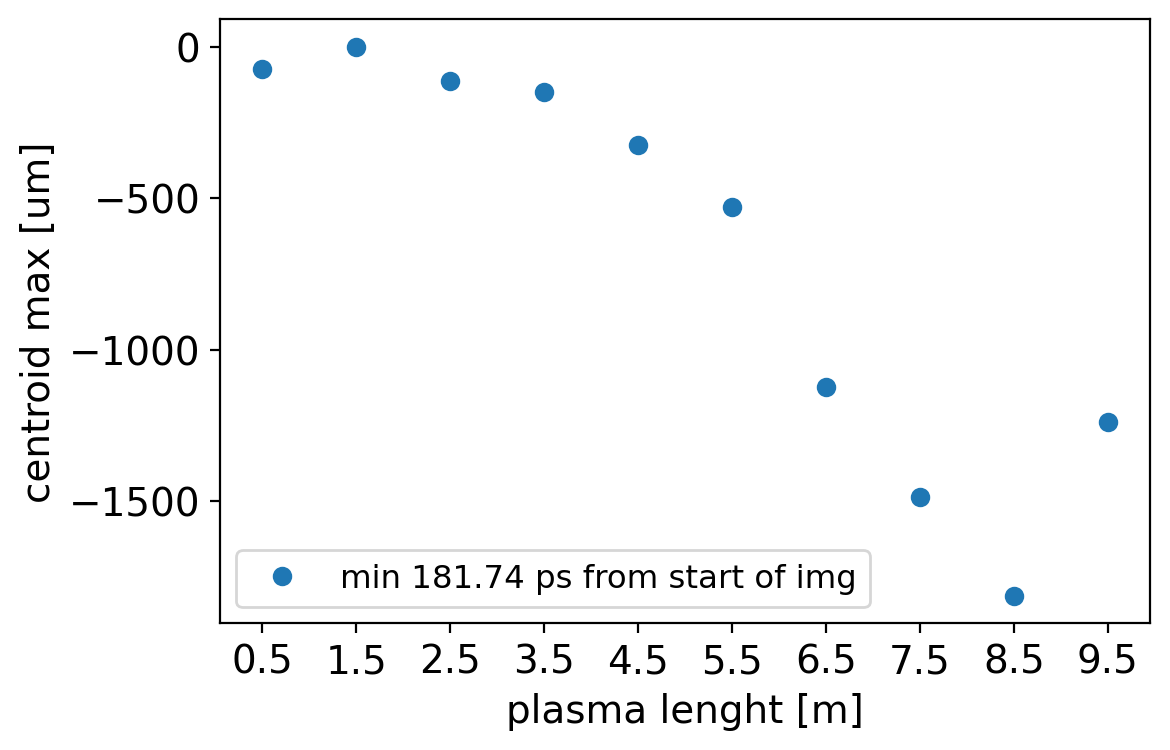 0
−500
−1000
−1500
centroid max [um]
min 181.74 ps from start of img
0.5 1.5 2.5 3.5 4.5 5.5 6.5 7.5 8.5 9.5
plasma lenght [m]